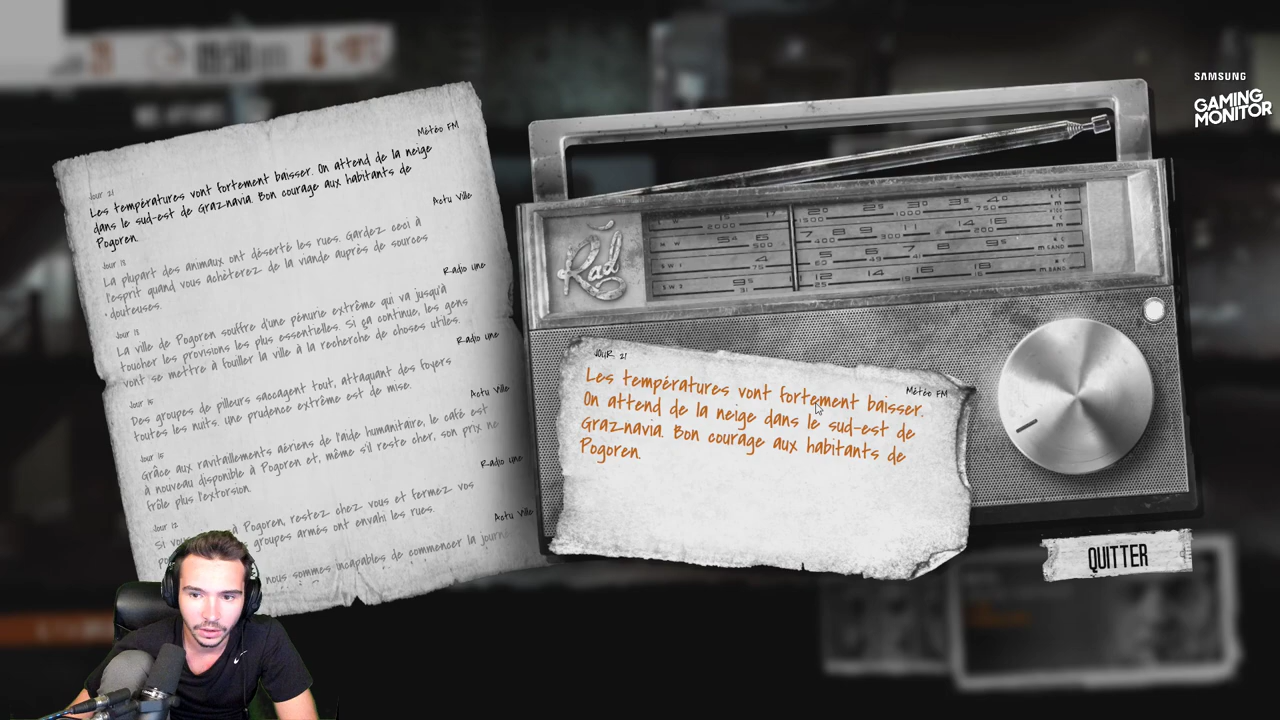 SAMSUNG
GAMING
MONITOR
Météo FM
Jour 21
Les températures vont fortement baisser. On attend de la neige
dans le sud-est de Graznavia. Bon courage aux habitants de
Pogoren.
Actu Ville
Jour 18
La plupart des animaux ont déserté les rues. Gardez ceci à
l'esprit quand vous achèterez de la viande auprès de sources
douteuses.
Radio une
La ville de Pogoren souffre d'une pénurie extrême qui va jusqu'à
toucher les provisions les plus essentielles. Si ça continue, les gens
vont se mettre à fouiller la ville à la recherche de choses utiles.
Radio une
Jour 16
Des groupes de pilleurs saccagent tout, attaquant des foyers
toutes les nuits. Une prudence extrême est de mise.
Actu Ville
Grâce aux ravitaillements aériens de l'aide humanitaire, le café est
à nouveau disponible à Pogoren et, même s'il reste cher, son prix ne
frôle plus l'extorsion.
Radio une
Jour 12
Si vous à Pogoren, restez chez vous et fermez vos
groupes armés ont envahi les rues.
Actu Ville
nous sommes incapables de commencer la journ
Rad
JOUR 21
Météo FM
Les températures vont fortement baisser.
On attend de la neige dans le sud-est de
Graznavia. Bon courage aux habitants de
Pogoren.
QUITTER